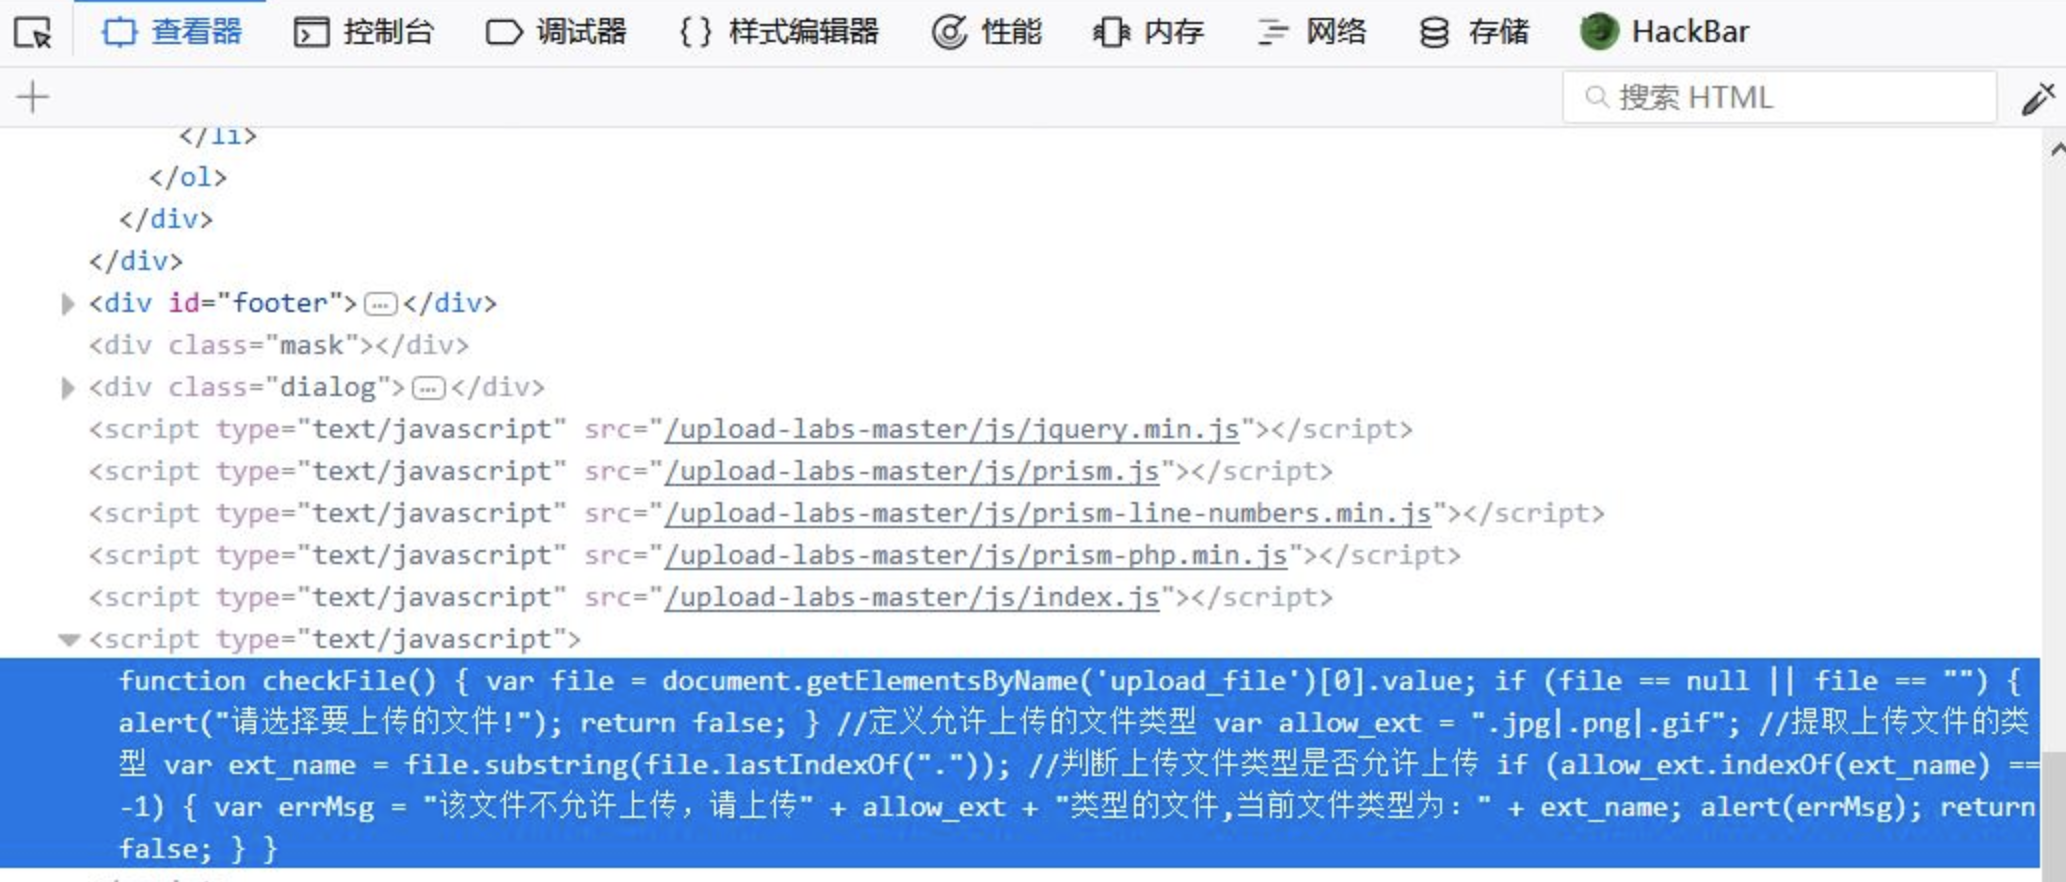 查看器 控制台 调试器 {} 样式编辑器 性能 内存 网络 存储 HackBar
+ 搜索 HTML
</li>
</ol>
</div>
</div>
<div id="footer">…</div>
<div class="mask"></div>
<div class="dialog">…</div>
<script type="text/javascript" src="/upload-labs-master/js/jquery.min.js"></script>
<script type="text/javascript" src="/upload-labs-master/js/prism.js"></script>
<script type="text/javascript" src="/upload-labs-master/js/prism-line-numbers.min.js"></script>
<script type="text/javascript" src="/upload-labs-master/js/prism-php.min.js"></script>
<script type="text/javascript" src="/upload-labs-master/js/index.js"></script>
<script type="text/javascript">
function checkFile() { var file = document.getElementsByName('upload_file')[0].value; if (file == null || file == "") {
alert("请选择要上传的文件!"); return false; } //定义允许上传的文件类型 var allow_ext = ".jpg|.png|.gif"; //提取上传文件的类
型 var ext_name = file.substring(file.lastIndexOf(".")); //判断上传文件类型是否允许上传 if (allow_ext.indexOf(ext_name) ==
-1) { var errMsg = "该文件不允许上传，请上传" + allow_ext + "类型的文件,当前文件类型为：" + ext_name; alert(errMsg); return
false; } }